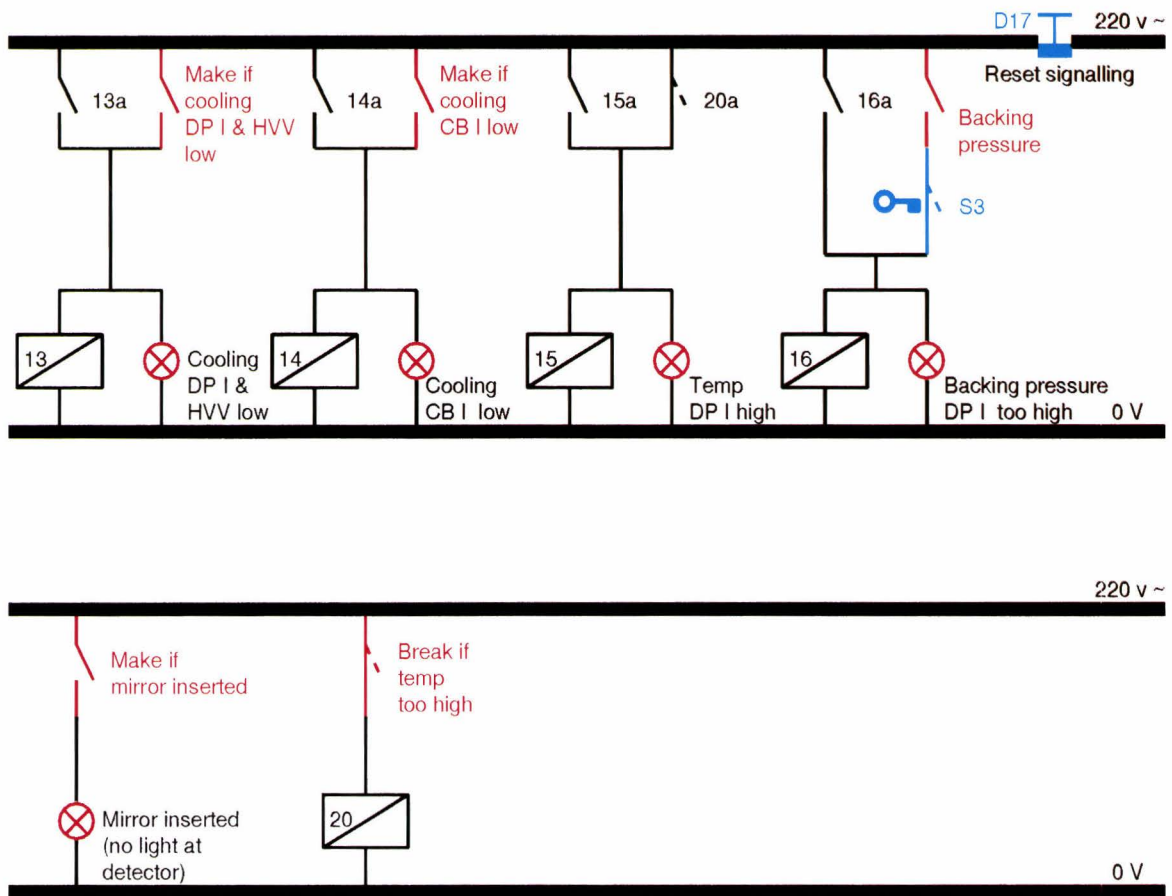 D17
220 v ~
Reset signalling
13a
Make if
cooling
DP I & HVV
low
14a
Make if
cooling
CB I low
15a
20a
16a
Backing
pressure
S3
13
Cooling
DP I &
HVV low
14
Cooling
CB I low
15
Temp
DP I high
16
Backing pressure
DP I too high
0 V
220 v ~
Make if
mirror inserted
Break if
temp
too high
Mirror inserted
(no light at
detector)
20
0 V